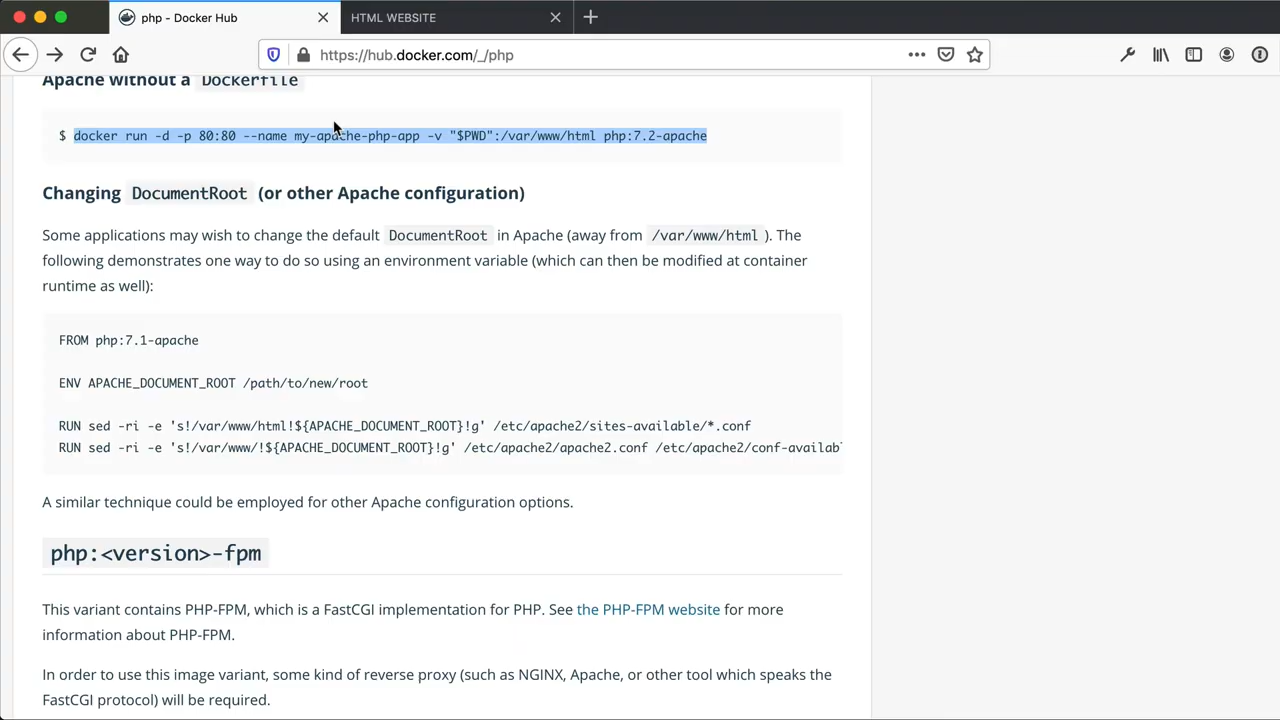 php - Docker Hub
HTML WEBSITE
https://hub.docker.com/_/php
Apache without a Dockerfile
$ docker run -d -p 80:80 --name my-apache-php-app -v "$PWD":/var/www/html php:7.2-apache
Changing DocumentRoot (or other Apache configuration)
Some applications may wish to change the default DocumentRoot in Apache (away from /var/www/html ). The
following demonstrates one way to do so using an environment variable (which can then be modified at container
runtime as well):
FROM php:7.1-apache
ENV APACHE_DOCUMENT_ROOT /path/to/new/root
RUN sed -ri -e 's!/var/www/html!${APACHE_DOCUMENT_ROOT}!g' /etc/apache2/sites-available/*.conf
RUN sed -ri -e 's!/var/www/!${APACHE_DOCUMENT_ROOT}!g' /etc/apache2/apache2.conf /etc/apache2/conf-availabl
A similar technique could be employed for other Apache configuration options.
php:<version>-fpm
This variant contains PHP-FPM, which is a FastCGI implementation for PHP. See the PHP-FPM website for more
information about PHP-FPM.
In order to use this image variant, some kind of reverse proxy (such as NGINX, Apache, or other tool which speaks the
FastCGI protocol) will be required.